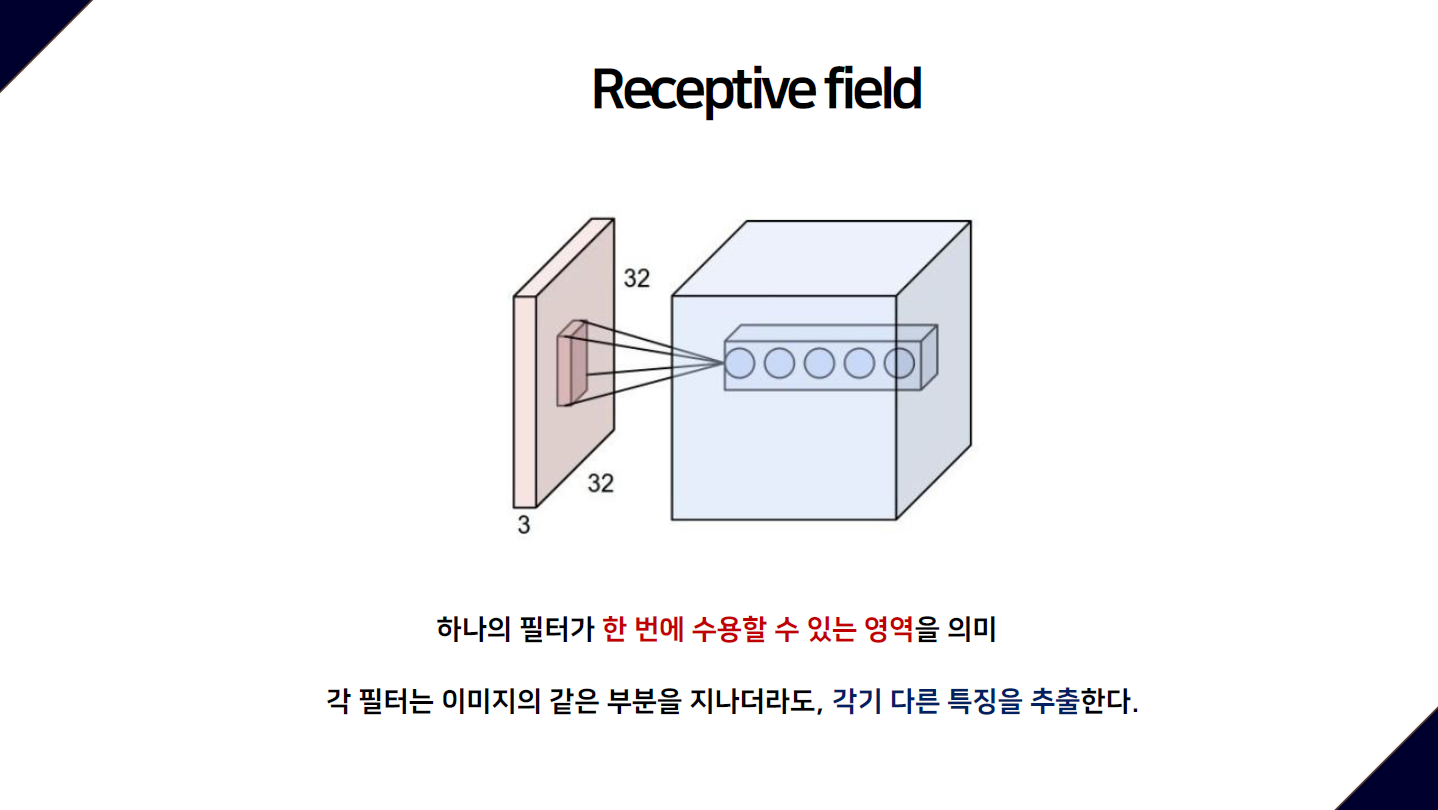 Receptive field
32
32
3
하나의 필터가 한 번에 수용할 수 있는 영역을 의미
각 필터는 이미지의 같은 부분을 지나더라도, 각기 다른 특징을 추출한다.